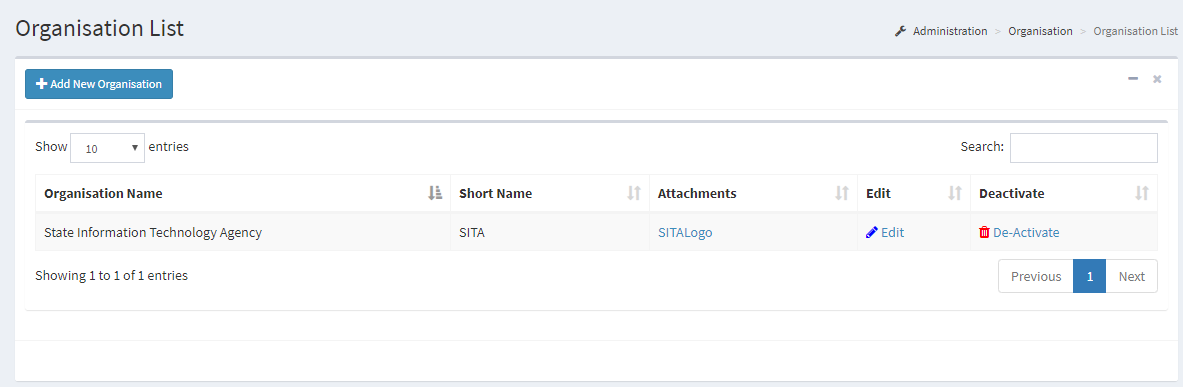 Organisation List
Administration > Organisation > Organisation List
Add New Organisation
Show 10 entries
Search:
Organisation Name Short Name Attachments Edit Deactivate
State Information Technology Agency SITA SITALogo Edit De-Activate
Showing 1 to 1 of 1 entries
Previous 1 Next